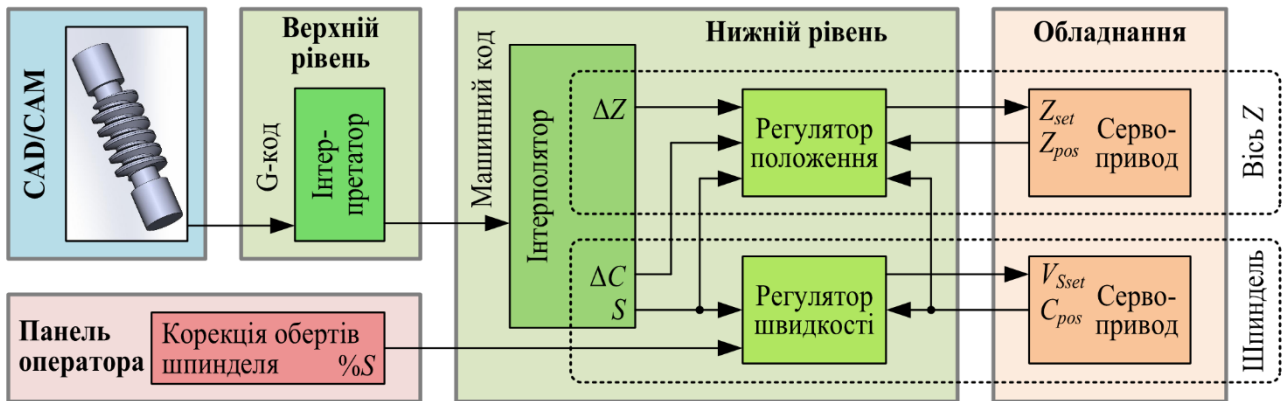 CAD/CAM
Верхній
рівень
G-код
Інтер-
претатор
Машинний код
Нижній рівень
Інтерполятор
ΔZ
ΔC
S
Регулятор
положення
Регулятор
швидкості
Обладнання
Z_set
Z_pos
Серво-
привод
Вісь Z
V_Sset
C_pos
Серво-
привод
Шпиндель
Панель
оператора
Корекція обертів
шпинделя %S